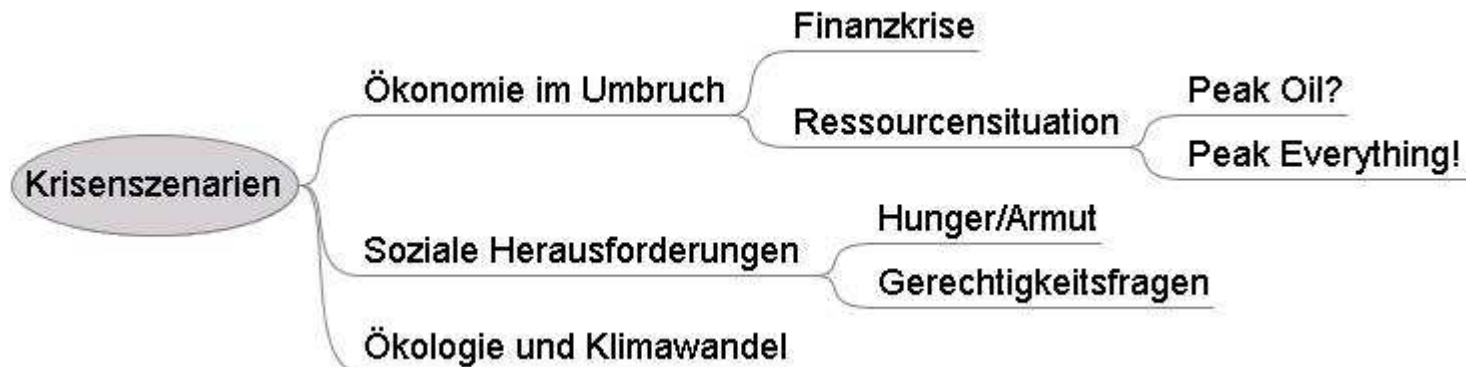 Krisenszenarien
Ökonomie im Umbruch
Finanzkrise
Ressourcensituation
Peak Oil?
Peak Everything!
Soziale Herausforderungen
Hunger/Armut
Gerechtigkeitsfragen
Ökologie und Klimawandel